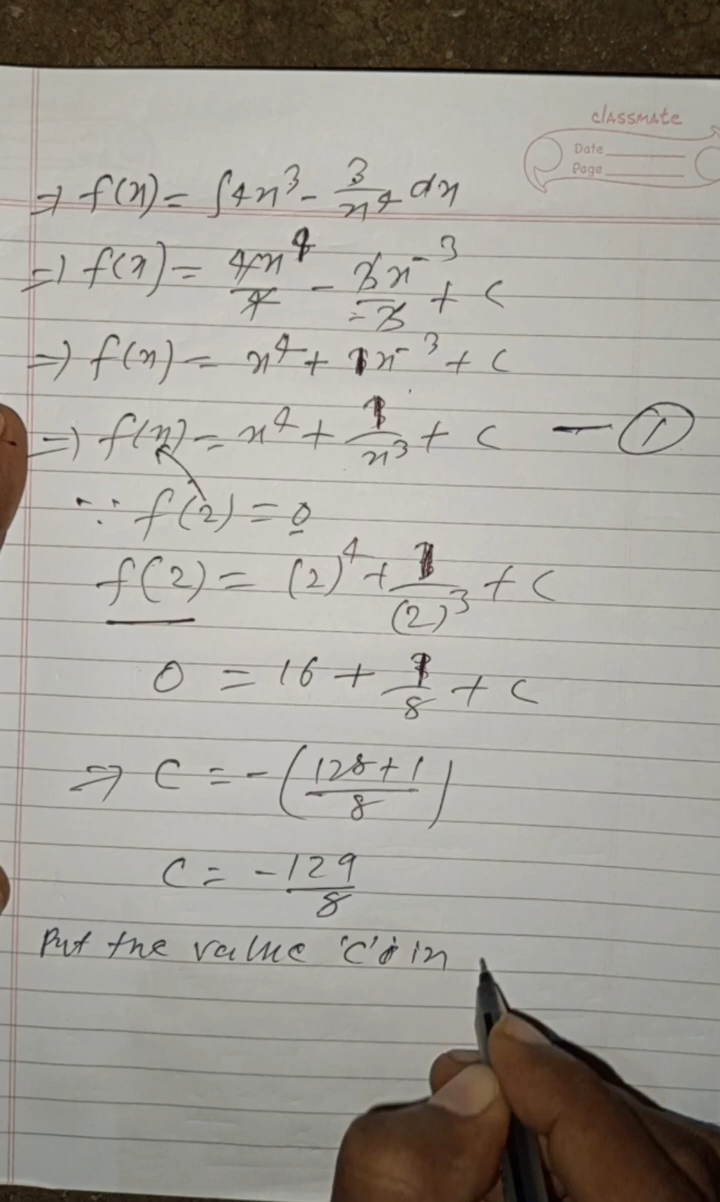 classmate
Date
Page
⇒ f(x) = ∫4x³ - 3/x⁴ dx
⇒ f(x) = 4x⁴/4 - 3x⁻³/-3 + c
⇒ f(x) = x⁴ + 1x⁻³ + c
⇒ f(x) = x⁴ + 1/x³ + c — ①
∵ f(2) = 0
f(2) = (2)⁴ + 1/(2)³ + c
0 = 16 + 1/8 + c
⇒ c = -(128+1/8)
c = -129/8
Put the value 'c' in